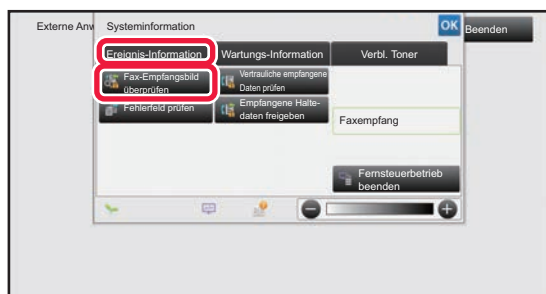 Externe Anw
Systeminformation
OK
Beenden
Ereignis-Information
Wartungs-Information
Verbl. Toner
Fax-Empfangsbild
überprüfen
Vertrauliche empfangene
Daten prüfen
Fehlerfeld prüfen
Empfangene Halte-
daten freigeben
Faxempfang
Fernsteuerbetrieb
beenden